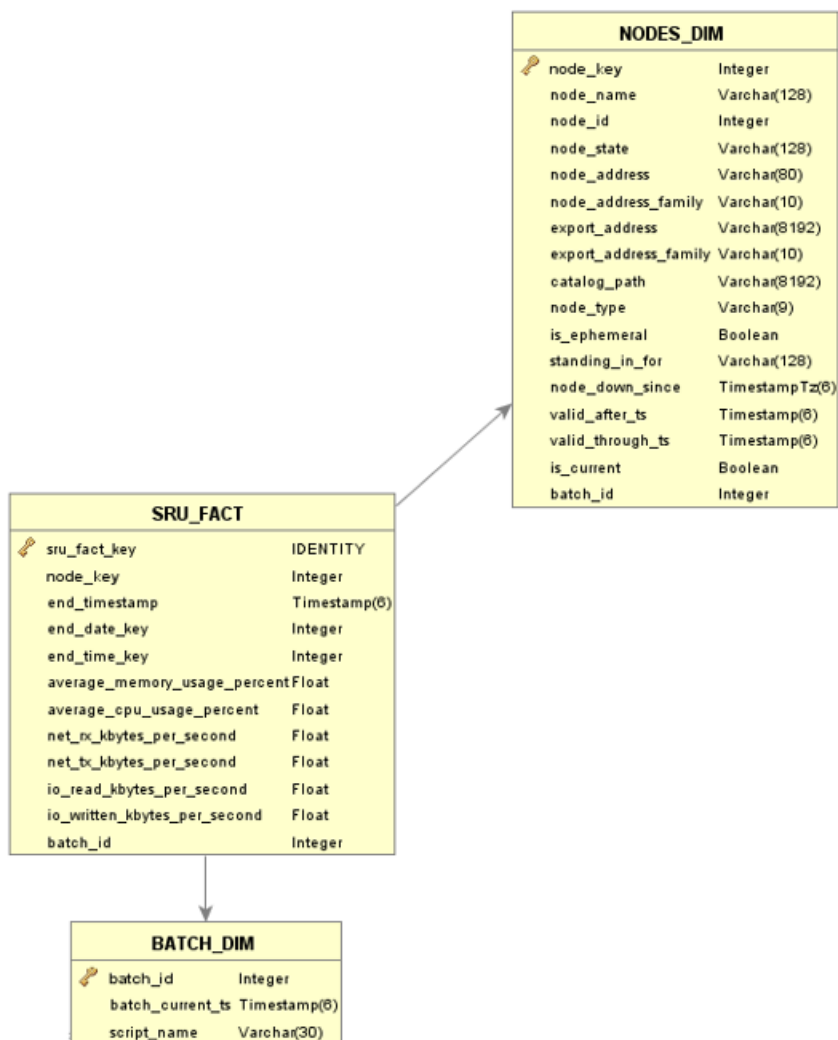 NODES_DIM
node_key Integer
node_name Varchar(128)
node_id Integer
node_state Varchar(128)
node_address Varchar(80)
node_address_family Varchar(10)
export_address Varchar(8192)
export_address_family Varchar(10)
catalog_path Varchar(8192)
node_type Varchar(9)
is_ephemeral Boolean
standing_in_for Varchar(128)
node_down_since TimestampTz(6)
valid_after_ts Timestamp(6)
valid_through_ts Timestamp(6)
is_current Boolean
batch_id Integer
SRU_FACT
sru_fact_key IDENTITY
node_key Integer
end_timestamp Timestamp(6)
end_date_key Integer
end_time_key Integer
average_memory_usage_percent Float
average_cpu_usage_percent Float
net_rx_kbytes_per_second Float
net_tx_kbytes_per_second Float
io_read_kbytes_per_second Float
io_written_kbytes_per_second Float
batch_id Integer
BATCH_DIM
batch_id Integer
batch_current_ts Timestamp(6)
script_name Varchar(30)